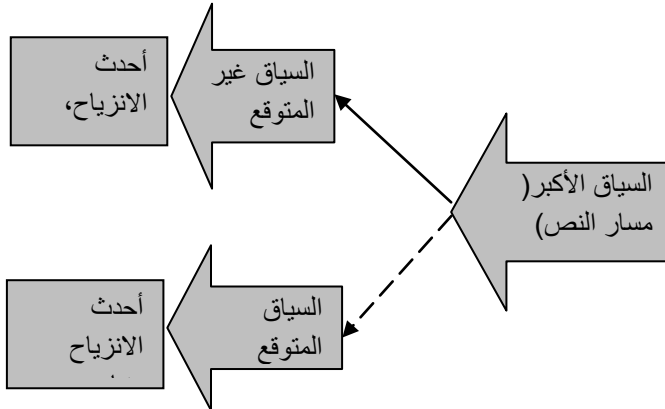 السياق الأكبر(
مسار النص)
السياق غير
المتوقع
أحدث
الانزياح،
السياق
المتوقع
أحدث
الانزياح